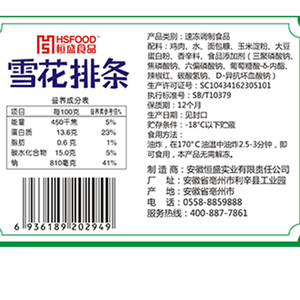 HSFOOD
恒盛食品
雪花排条
营养成分表
项目 每100克 营养素参考值%
能量 450千焦 5%
蛋白质 13.6克 23%
脂肪 0.6克 1%
碳水化合物 15.0克 5%
钠 810毫克 41%
6 936189 202949
产品类别：速冻调制食品
配料：鸡肉、水、面包糠、玉米淀粉、大豆
蛋白粉、香辛料、食品添加剂（三聚磷酸钠、
焦磷酸钠、六偏磷酸钠、葡萄糖酸-δ-内酯、
辣椒红、碳酸氢钠、D-异抗坏血酸钠）
生产许可证号：SC10434162305101
执行标准号：SB/T10379
保质期：12个月
生产日期：见封口
贮存条件：-18℃以下贮藏
食用方法：
油炸，在170℃油温中油炸2.5-3分钟，即
可食用。本产品无需解冻。
制造商：安徽恒盛实业有限责任公司
厂址：安徽省亳州市利辛县工业园
产地：安徽省亳州市
电话：0558-8859888
服务热线：400-887-7861